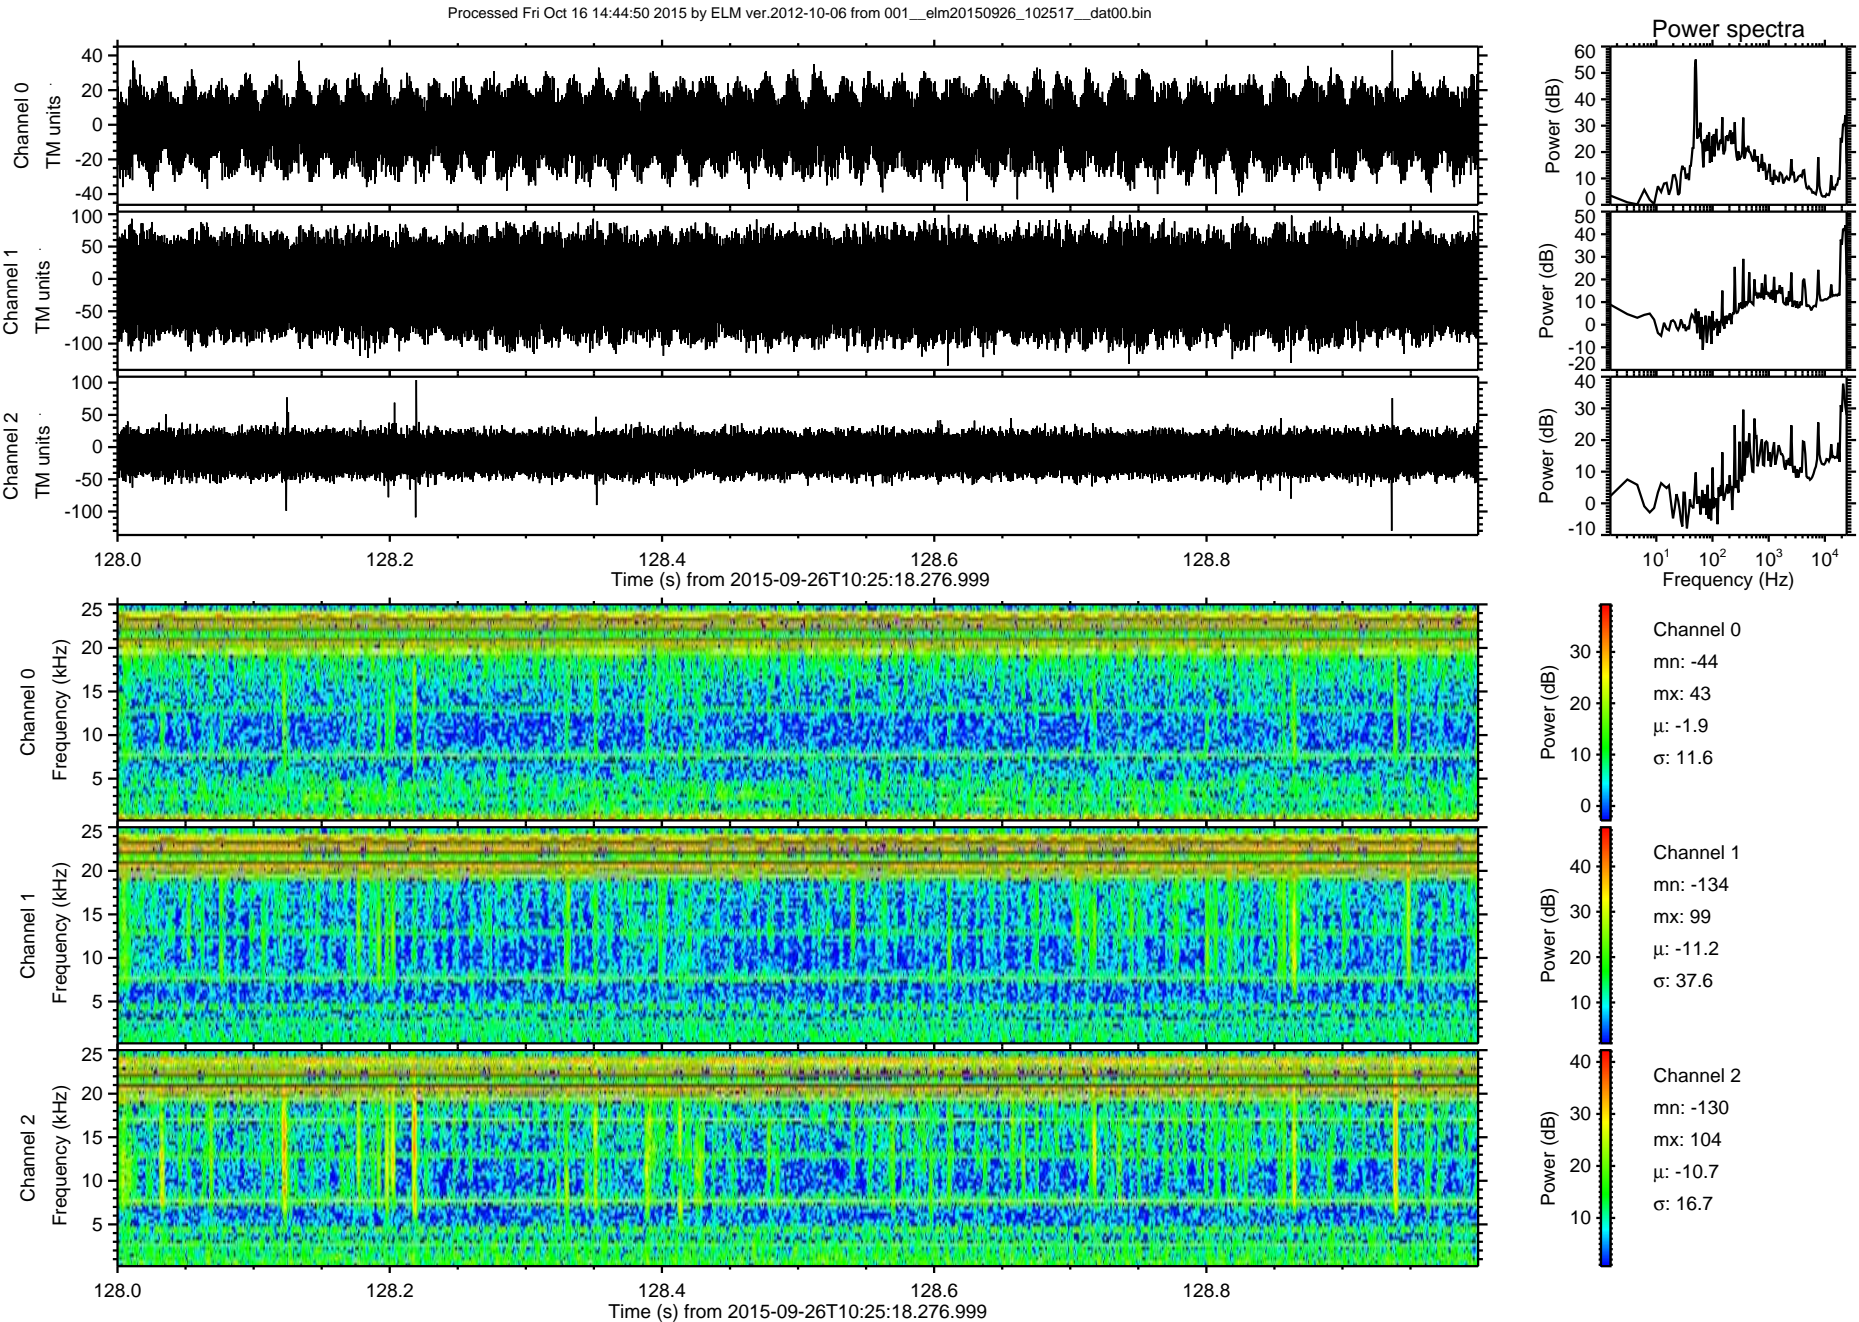 Processed Fri Oct 16 14:44:50 2015 by ELM ver.2012-10-06 from 001__elm20150926_102517__dat00.bin
Power spectra
Channel 0
TM units
40
20
0
-20
-40
Power (dB)
60
50
40
30
20
10
0
Channel 1
TM units
100
50
0
-50
-100
Power (dB)
50
40
30
20
10
0
-10
-20
Channel 2
TM units
100
50
0
-50
-100
Power (dB)
40
30
20
10
0
-10
128.0 128.2 128.4 128.6 128.8
Time (s) from 2015-09-26T10:25:18.276.999
10^1 10^2 10^3 10^4
Frequency (Hz)
Channel 0
Frequency (kHz)
25
20
15
10
5
Power (dB)
30
20
10
0
Channel 0
mn: -44
mx: 43
μ: -1.9
σ: 11.6
Channel 1
Frequency (kHz)
25
20
15
10
5
Power (dB)
40
30
20
10
Channel 1
mn: -134
mx: 99
μ: -11.2
σ: 37.6
Channel 2
Frequency (kHz)
25
20
15
10
5
Power (dB)
40
30
20
10
Channel 2
mn: -130
mx: 104
μ: -10.7
σ: 16.7
128.0 128.2 128.4 128.6 128.8
Time (s) from 2015-09-26T10:25:18.276.999